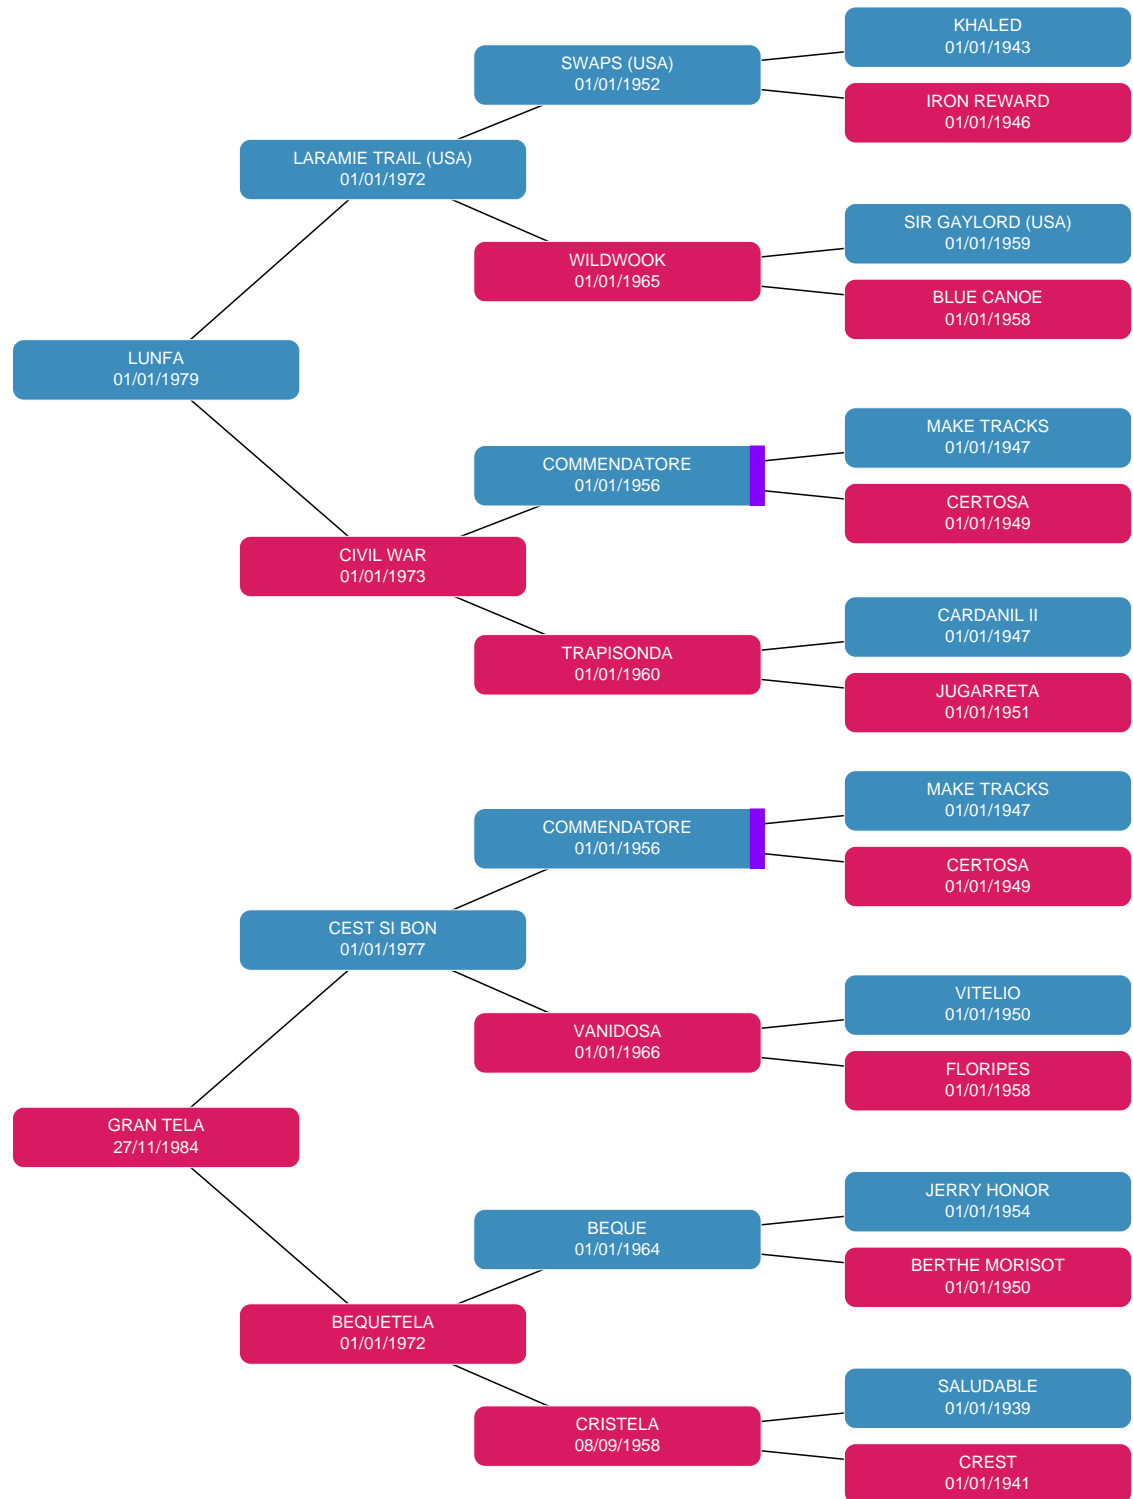 KHALED
01/01/1943
SWAPS (USA)
01/01/1952
IRON REWARD
01/01/1946
LARAMIE TRAIL (USA)
01/01/1972
SIR GAYLORD (USA)
01/01/1959
WILDWOOK
01/01/1965
BLUE CANOE
01/01/1958
LUNFA
01/01/1979
MAKE TRACKS
01/01/1947
COMMENDATORE
01/01/1956
CERTOSA
01/01/1949
CIVIL WAR
01/01/1973
CARDANIL II
01/01/1947
TRAPISONDA
01/01/1960
JUGARRETA
01/01/1951
MAKE TRACKS
01/01/1947
COMMENDATORE
01/01/1956
CERTOSA
01/01/1949
CEST SI BON
01/01/1977
VITELIO
01/01/1950
VANIDOSA
01/01/1966
FLORIPES
01/01/1958
GRAN TELA
27/11/1984
JERRY HONOR
01/01/1954
BEQUE
01/01/1964
BERTHE MORISOT
01/01/1950
BEQUETELA
01/01/1972
SALUDABLE
01/01/1939
CRISTELA
08/09/1958
CREST
01/01/1941